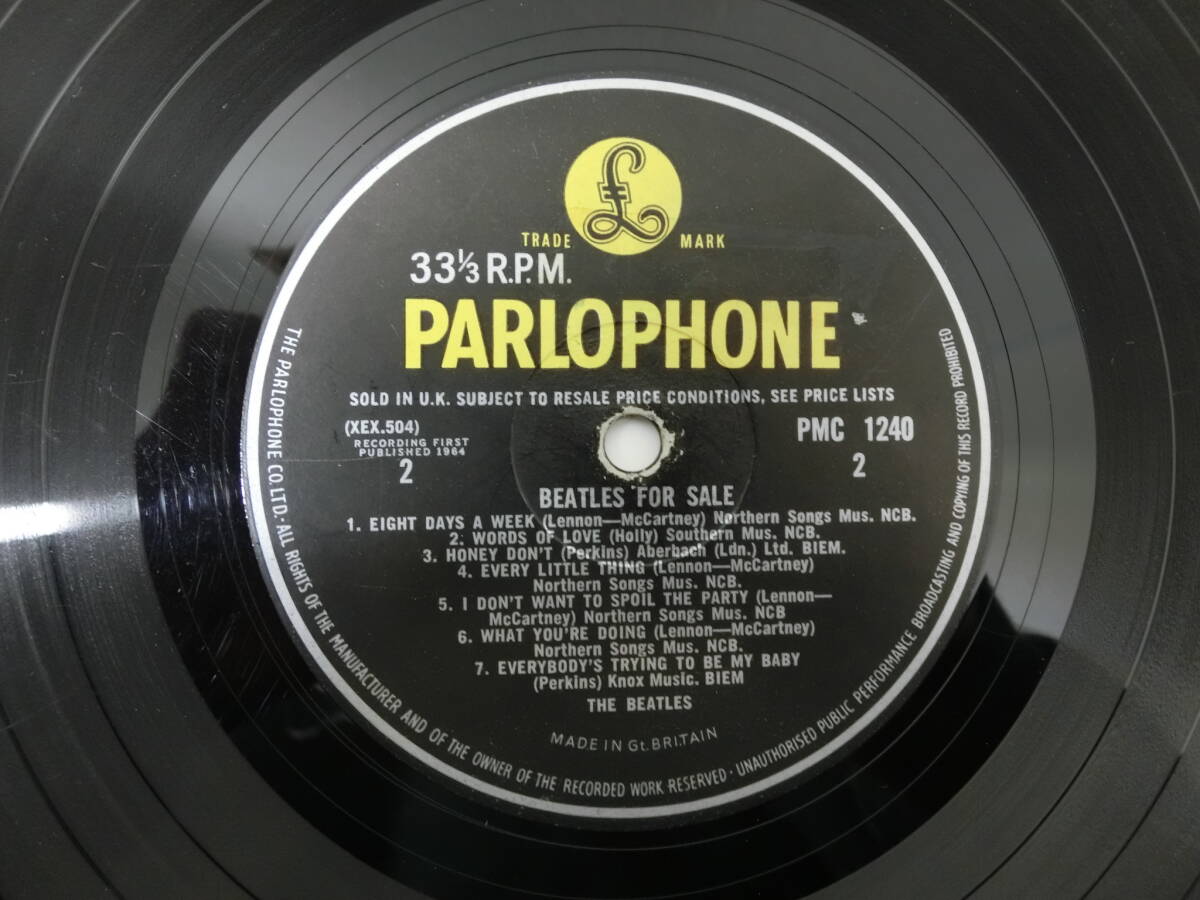 £
TRADE MARK
33⅓ R.P.M.
PARLOPHONE
SOLD IN U.K. SUBJECT TO RESALE PRICE CONDITIONS, SEE PRICE LISTS
(XEX.504)
RECORDING FIRST
PUBLISHED 1964
2
PMC 1240
2
BEATLES FOR SALE
1. EIGHT DAYS A WEEK (Lennon—McCartney) Northern Songs Mus. NCB.
2. WORDS OF LOVE (Holly) Southern Mus. NCB.
3. HONEY DON'T (Perkins) Aberbach (Ldn.) Ltd. BIEM.
4. EVERY LITTLE THING (Lennon—McCartney)
Northern Songs Mus. NCB.
5. I DON'T WANT TO SPOIL THE PARTY (Lennon—
McCartney) Northern Songs Mus. NCB
6. WHAT YOU'RE DOING (Lennon—McCartney)
Northern Songs Mus. NCB.
7. EVERYBODY'S TRYING TO BE MY BABY
(Perkins) Knox Music. BIEM
THE BEATLES
MADE IN Gt. BRITAIN
THE PARLOPHONE CO. LTD. · ALL RIGHTS OF THE MANUFACTURER AND OF THE OWNER OF THE RECORDED WORK RESERVED · UNAUTHORISED PUBLIC PERFORMANCE BROADCASTING AND COPYING OF THIS RECORD PROHIBITED